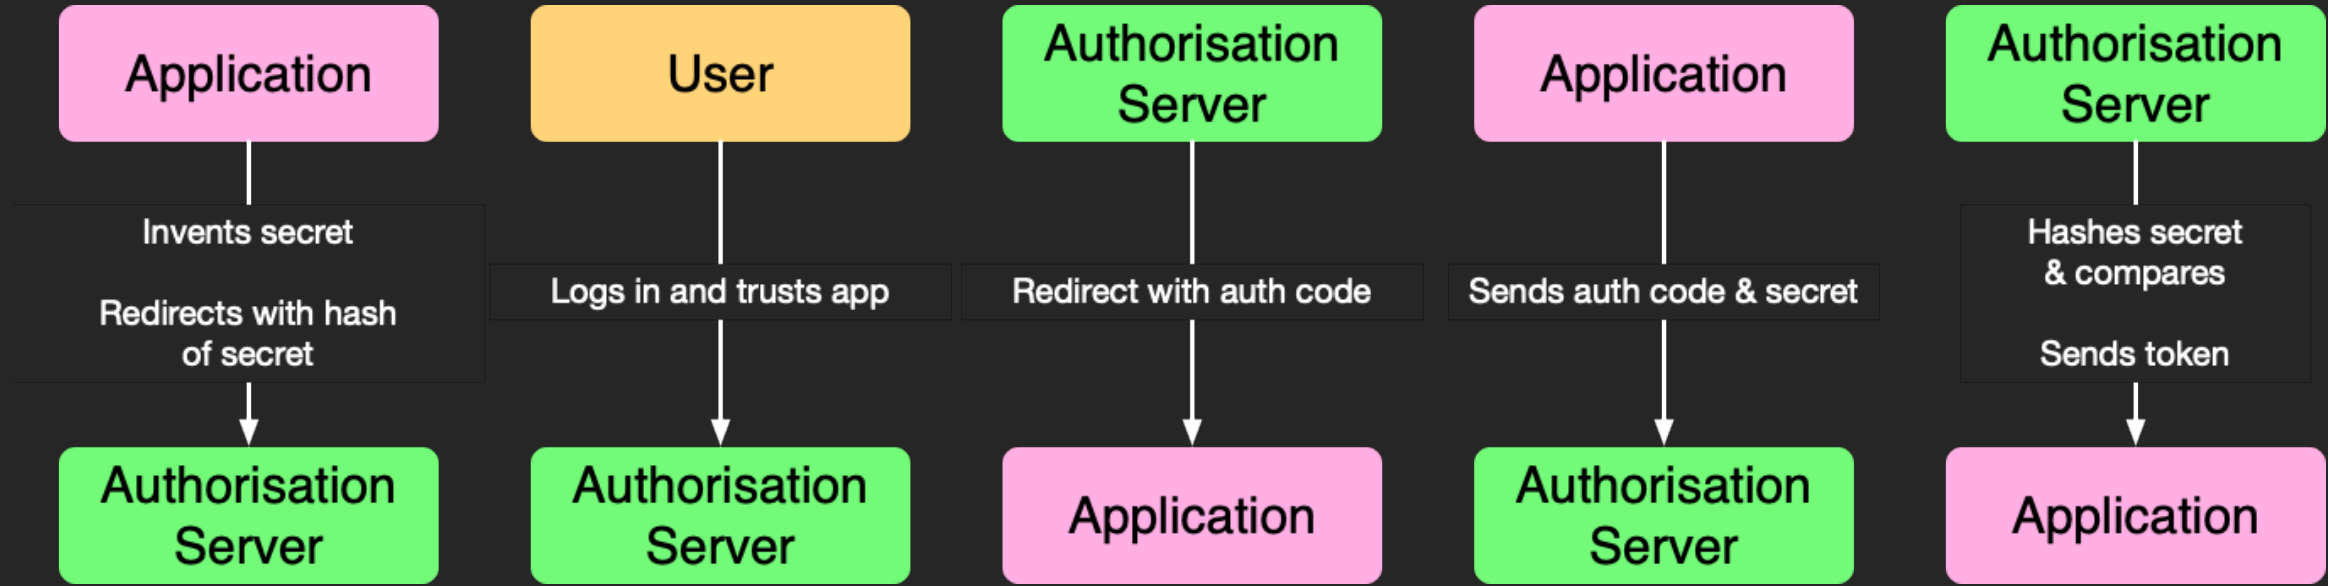 Application
User
Authorisation
Server
Application
Authorisation
Server
Invents secret
Redirects with hash
of secret
Logs in and trusts app
Redirect with auth code
Sends auth code & secret
Hashes secret
& compares
Sends token
Authorisation
Server
Authorisation
Server
Application
Authorisation
Server
Application